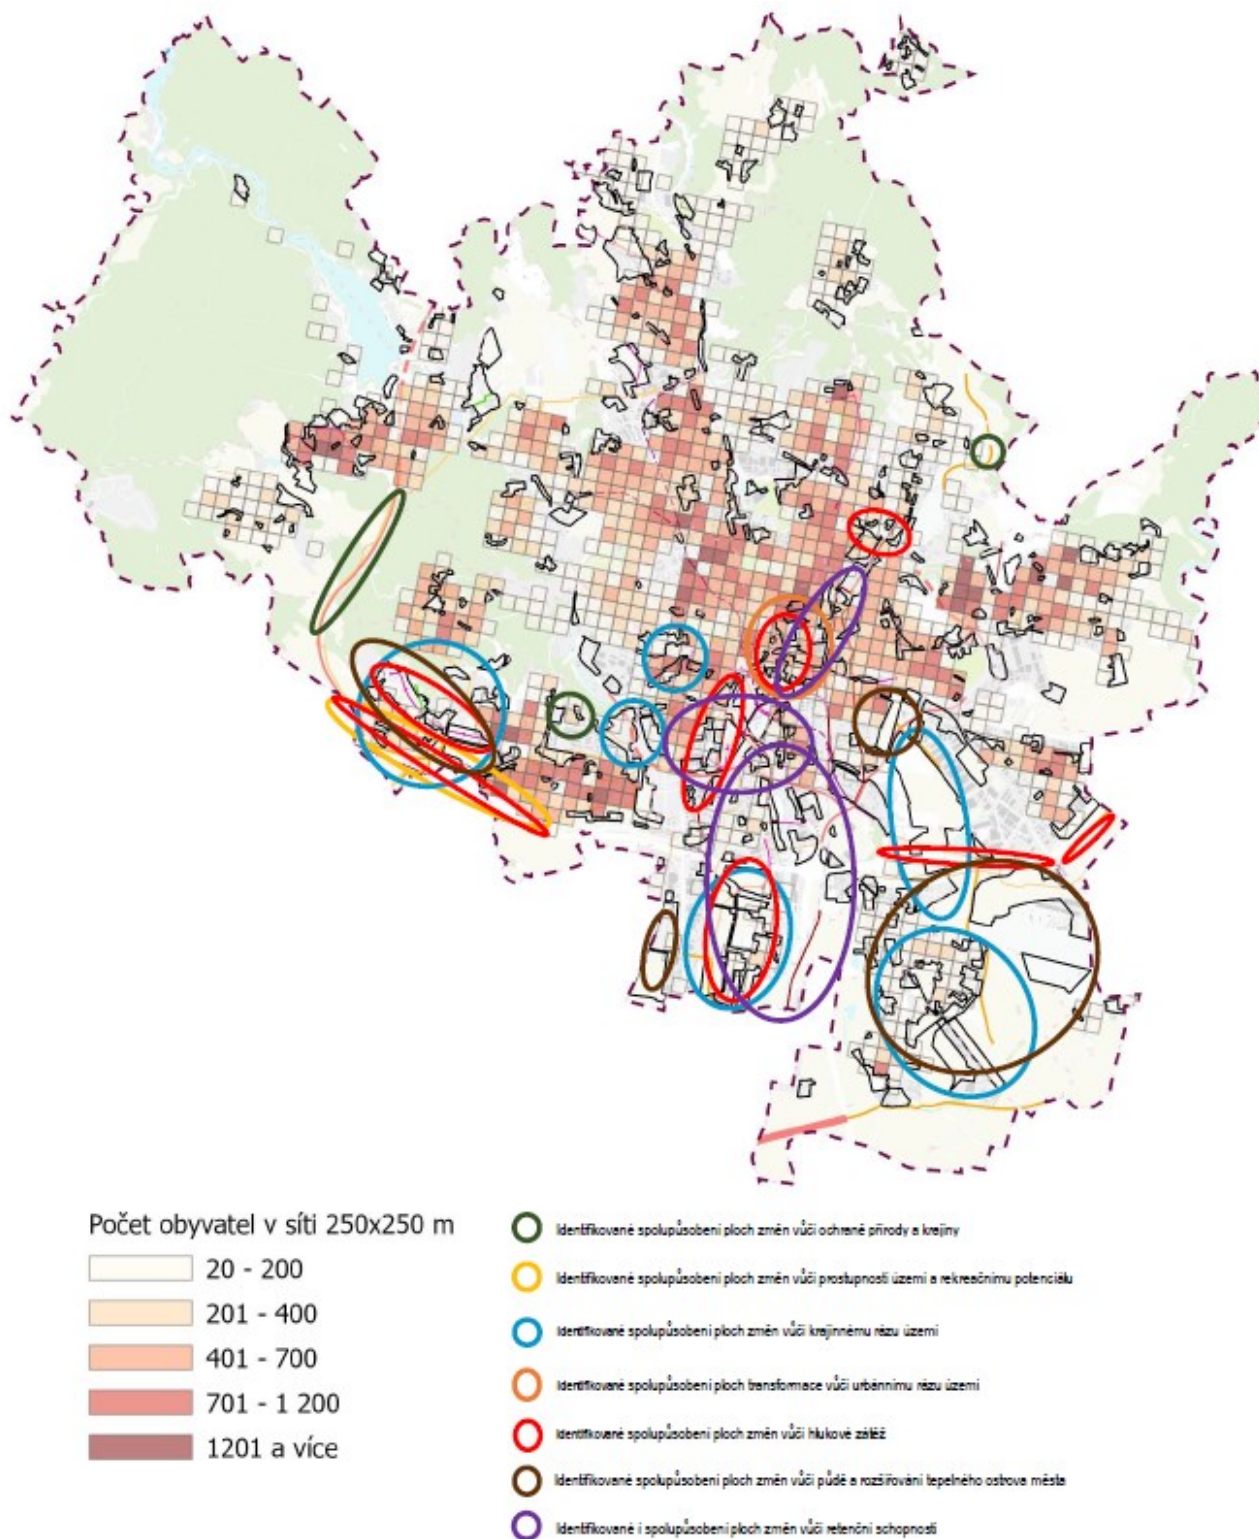 Počet obyvatel v síti 250x250 m
20 - 200
201 - 400
401 - 700
701 - 1 200
1201 a více
Identifikované spolupůsobení ploch změn vůči ochraně přírody a krajiny
Identifikované spolupůsobení ploch změn vůči prostupnosti území a rekreačnímu potenciálu
Identifikované spolupůsobení ploch změn vůči krajinnému rázu území
Identifikované spolupůsobení ploch transformace vůči urbánnímu rázu území
Identifikované spolupůsobení ploch změn vůči hlukové zátěž
Identifikované spolupůsobení ploch změn vůči půdě a rozšiřování tepelného ostrova města
Identifikované i spolupůsobení ploch změn vůči retenční schopnosti